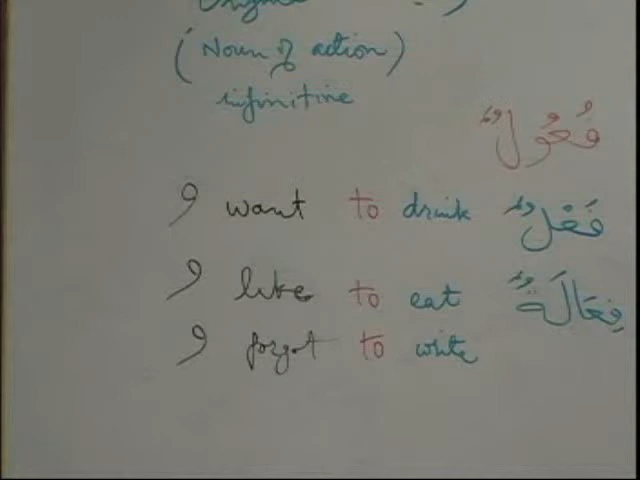 (Noun of action)
infinitive
فُعُولٌ
I want to drink فَعْلٌ
I like to eat فِعَالَةٌ
I forgot to write